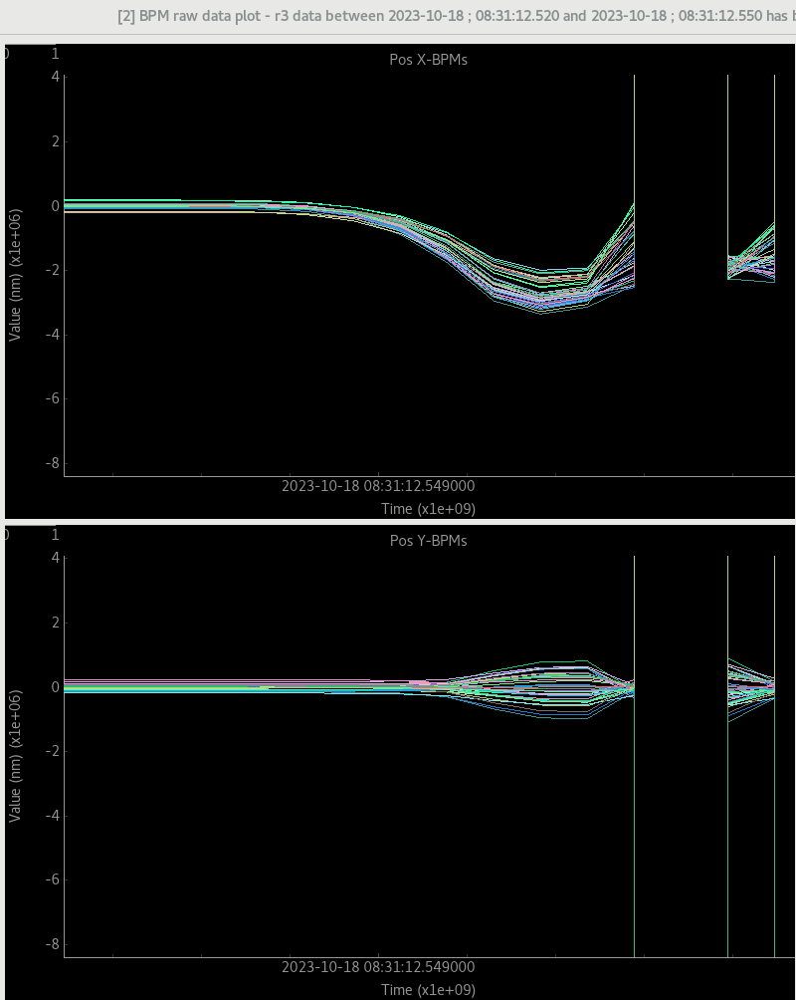 [2] BPM raw data plot - r3 data between 2023-10-18 ; 08:31:12.520 and 2023-10-18 ; 08:31:12.550 has
0 1
Pos X-BPMs
4
2
0
-2
-4
-6
-8
Value (nm) (x1e+06)
2023-10-18 08:31:12.549000
Time (x1e+09)
0 1
Pos Y-BPMs
4
2
0
-2
-4
-6
-8
Value (nm) (x1e+06)
2023-10-18 08:31:12.549000
Time (x1e+09)